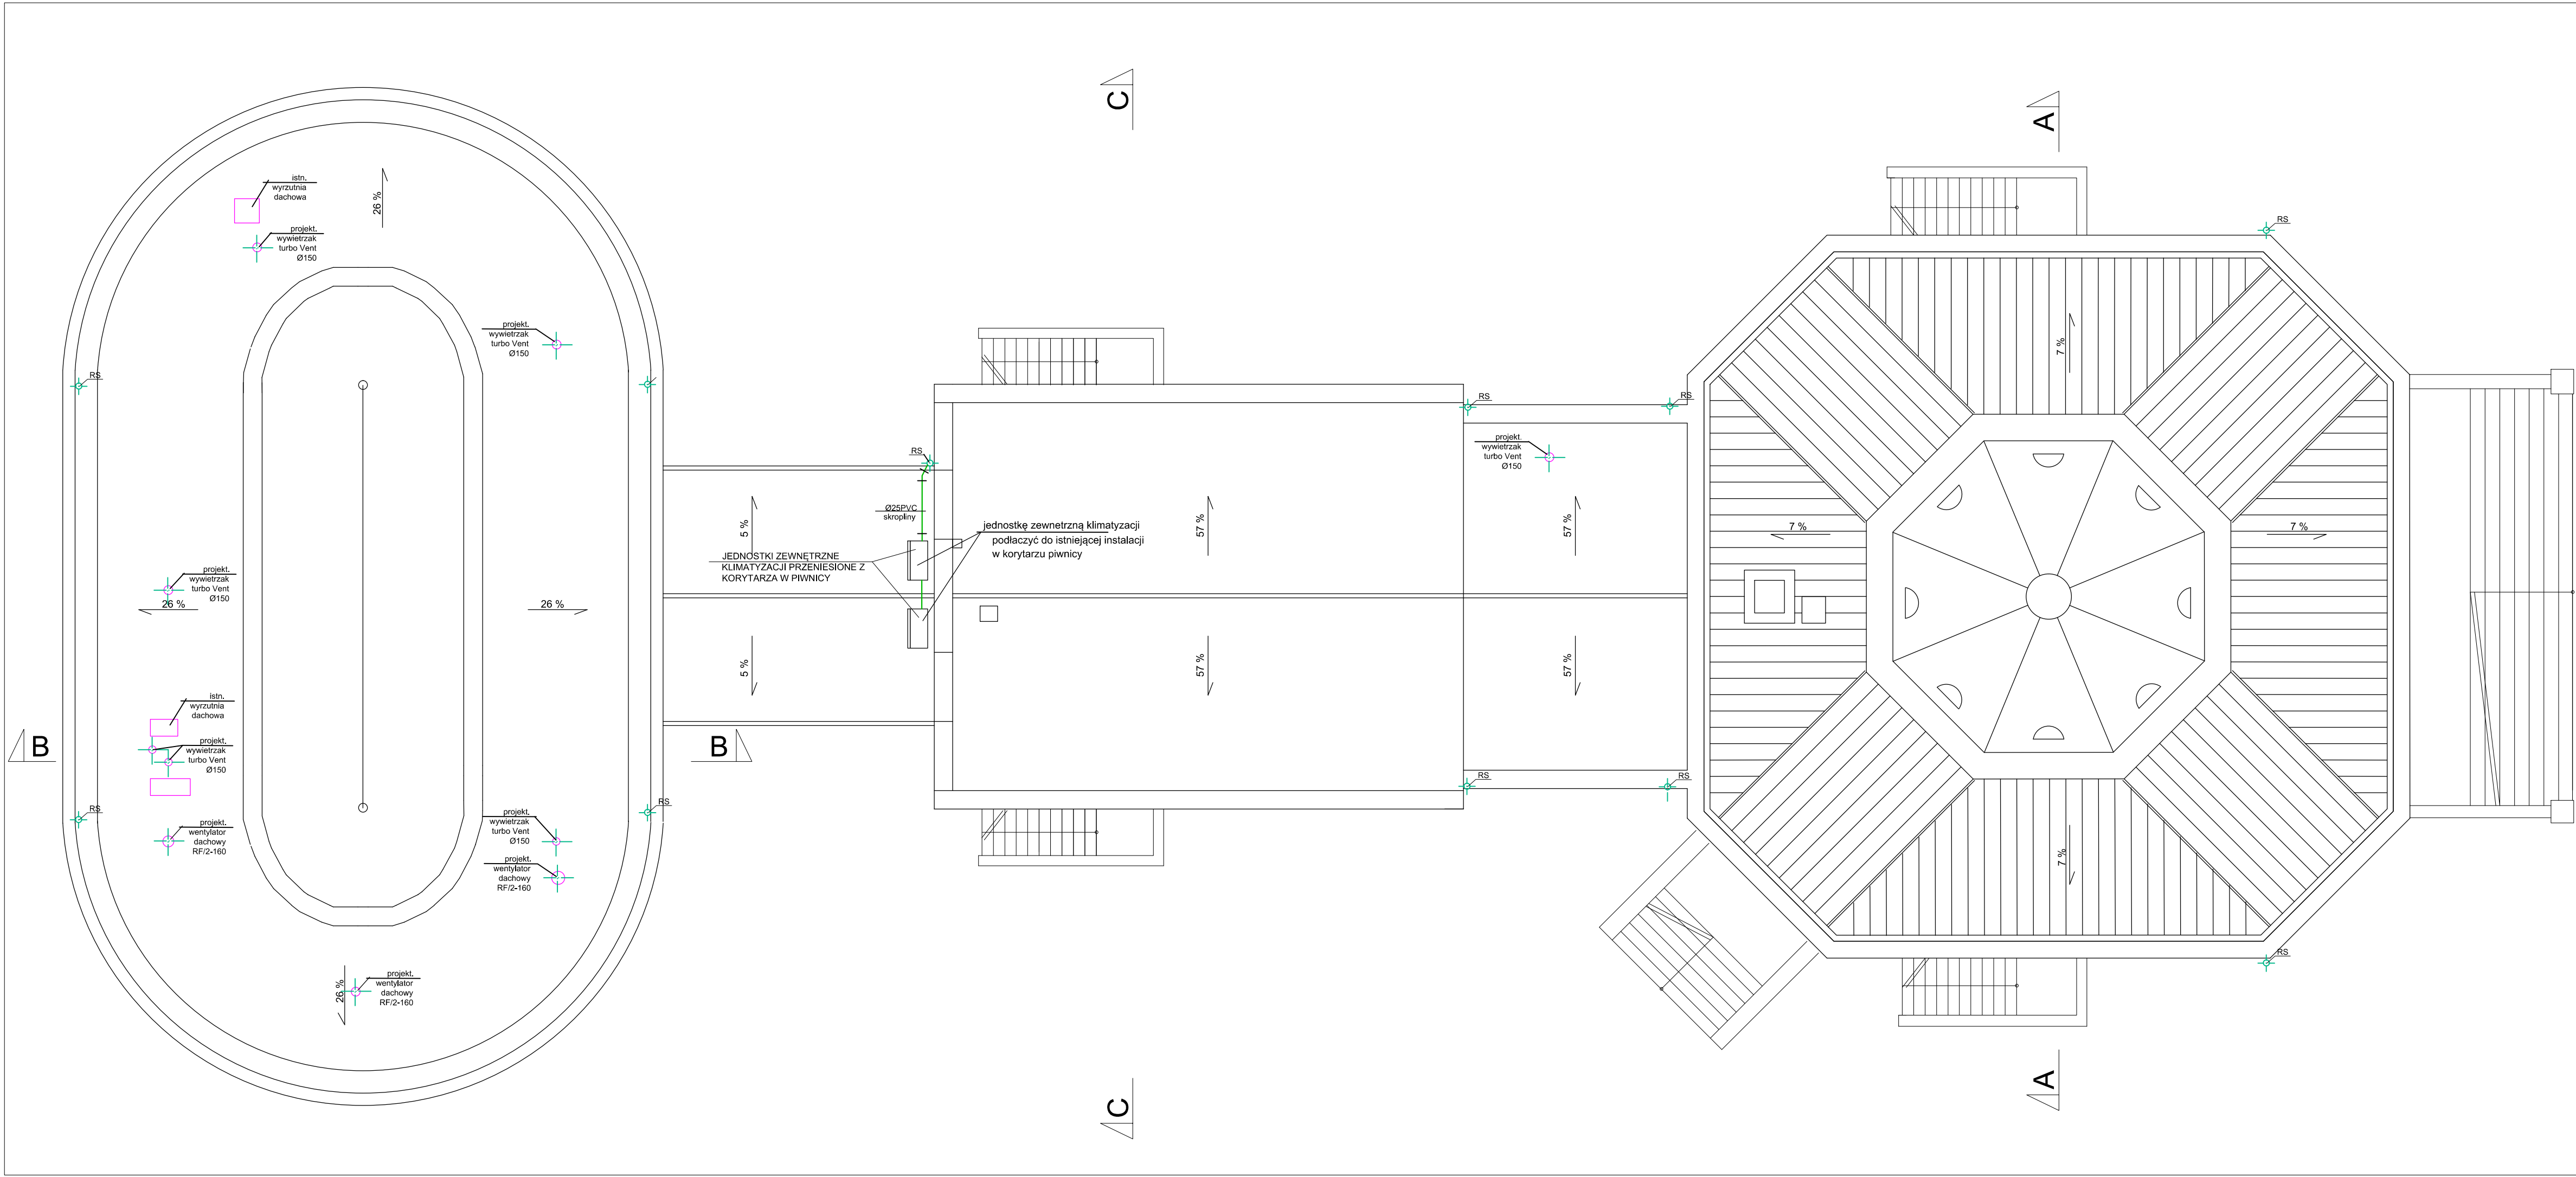 C
A
istn.
wyrzutnia
dachowa
26 %
projekt.
wywietrzak
turbo Vent
Ø150
RS
projekt.
wywietrzak
turbo Vent
Ø150
7 %
RS
RS
RS
projekt.
wywietrzak
turbo Vent
Ø150
RS
Ø25PVC
skropliny
5 %
57 %
57 %
jednostkę zewnetrzną klimatyzacji
podłaczyć do istniejącej instalacji
w korytarzu piwnicy
7 %
7 %
JEDNOSTKI ZEWNĘTRZNE
KLIMATYZACJI PRZENIESIONE Z
KORYTARZA W PIWNICY
projekt.
wywietrzak
turbo Vent
Ø150
26 %
26 %
5 %
57 %
57 %
istn.
wyrzutnia
dachowa
B
B
projekt.
wywietrzak
turbo Vent
Ø150
RS
RS
RS
RS
projekt.
wentylator
dachowy
RF/2-160
projekt.
wywietrzak
turbo Vent
Ø150
7 %
projekt.
wentylator
dachowy
RF/2-160
RS
26 %
projekt.
wentylator
dachowy
RF/2-160
C
A